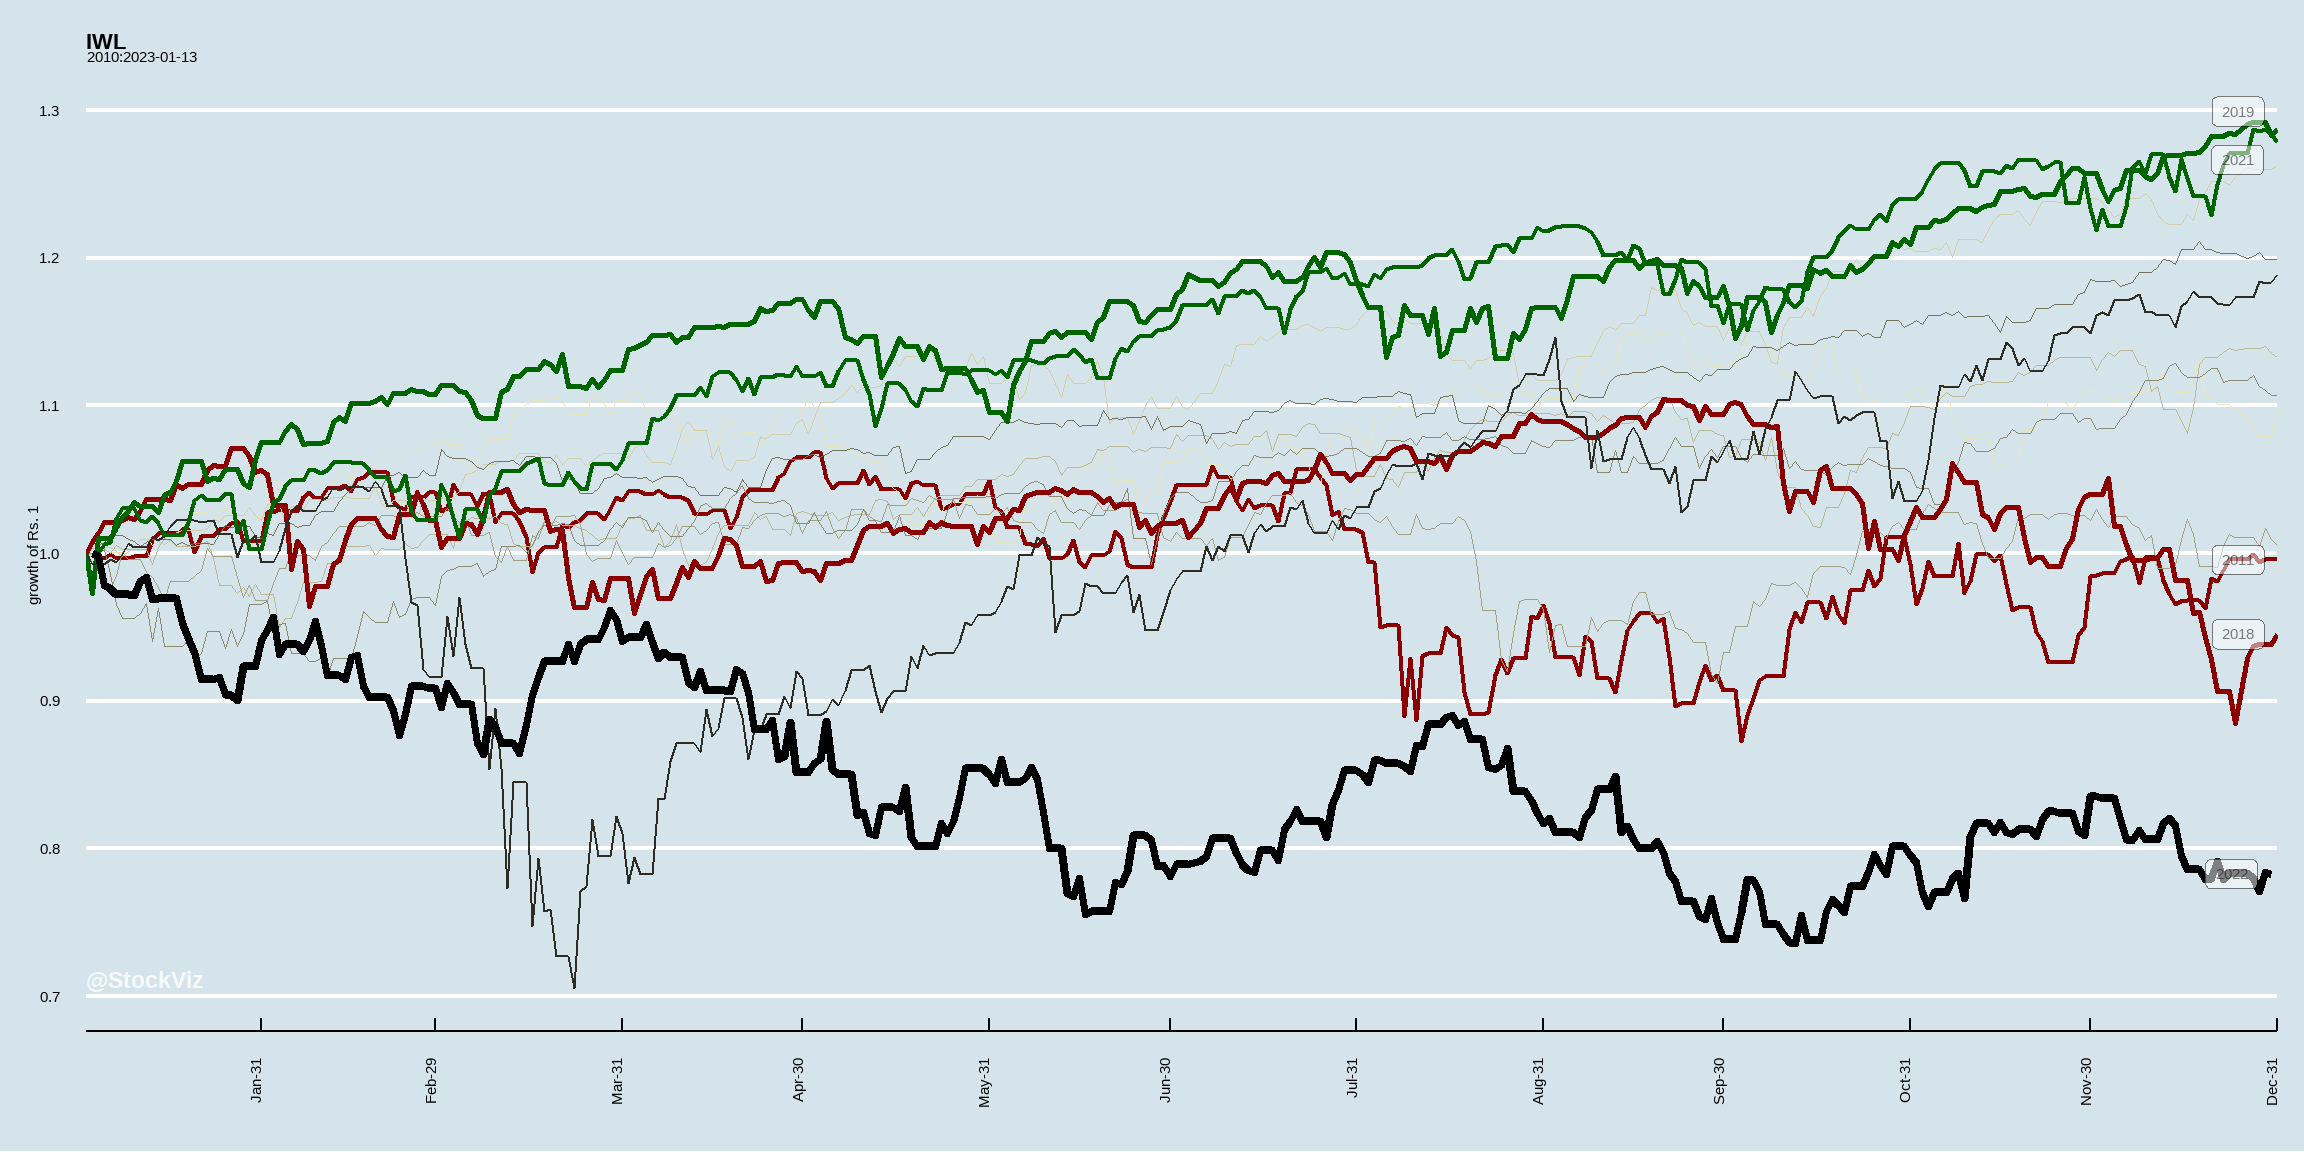 IWL
2010:2023-01-13
growth of Rs. 1
1.3
1.2
1.1
1.0
0.9
0.8
0.7
2019
2021
2011
2018
2022
@StockViz
Jan-31
Feb-29
Mar-31
Apr-30
May-31
Jun-30
Jul-31
Aug-31
Sep-30
Oct-31
Nov-30
Dec-31